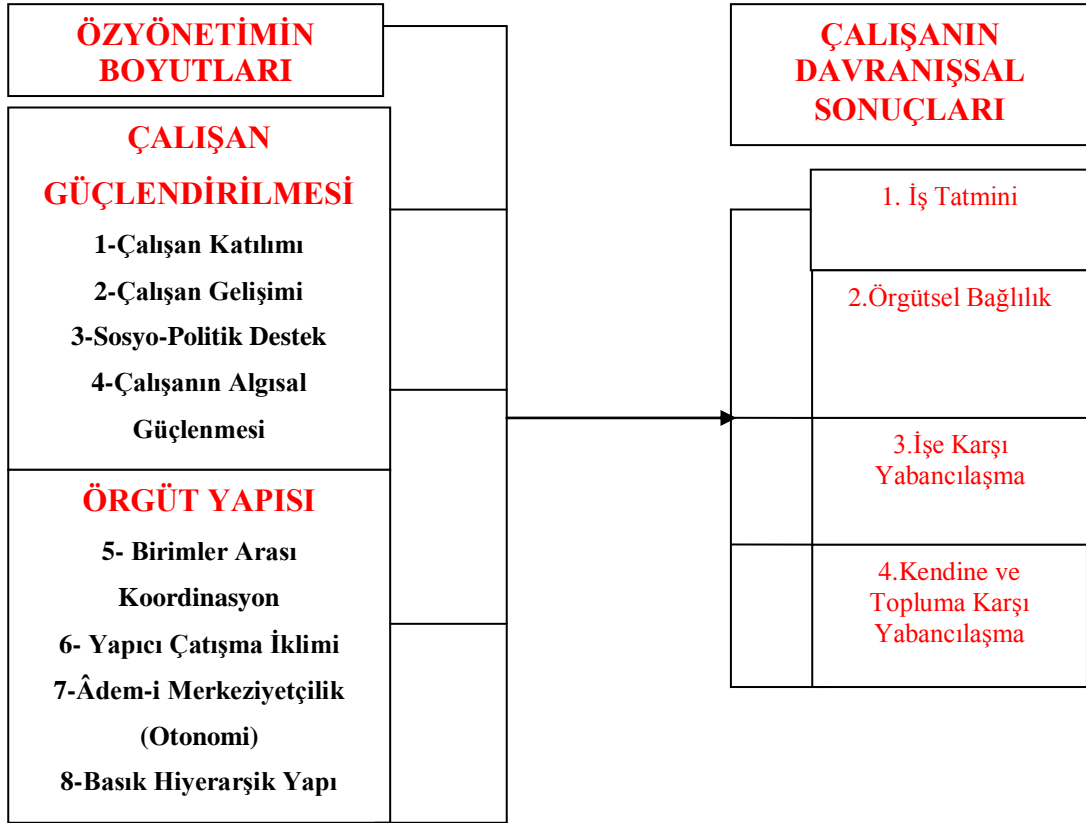 ÖZYÖNETİMİN
BOYUTLARI
ÇALIŞAN
GÜÇLENDİRİLMESİ
1-Çalışan Katılımı
2-Çalışan Gelişimi
3-Sosyo-Politik Destek
4-Çalışanın Algısal
Güçlenmesi
ÖRGÜT YAPISI
5- Birimler Arası
Koordinasyon
6- Yapıcı Çatışma İklimi
7-Âdem-i Merkeziyetçilik
(Otonomi)
8-Basık Hiyerarşik Yapı
ÇALIŞANIN
DAVRANIŞSAL
SONUÇLARI
1. İş Tatmini
2.Örgütsel Bağlılık
3.İşe Karşı
Yabancılaşma
4.Kendine ve
Topluma Karşı
Yabancılaşma